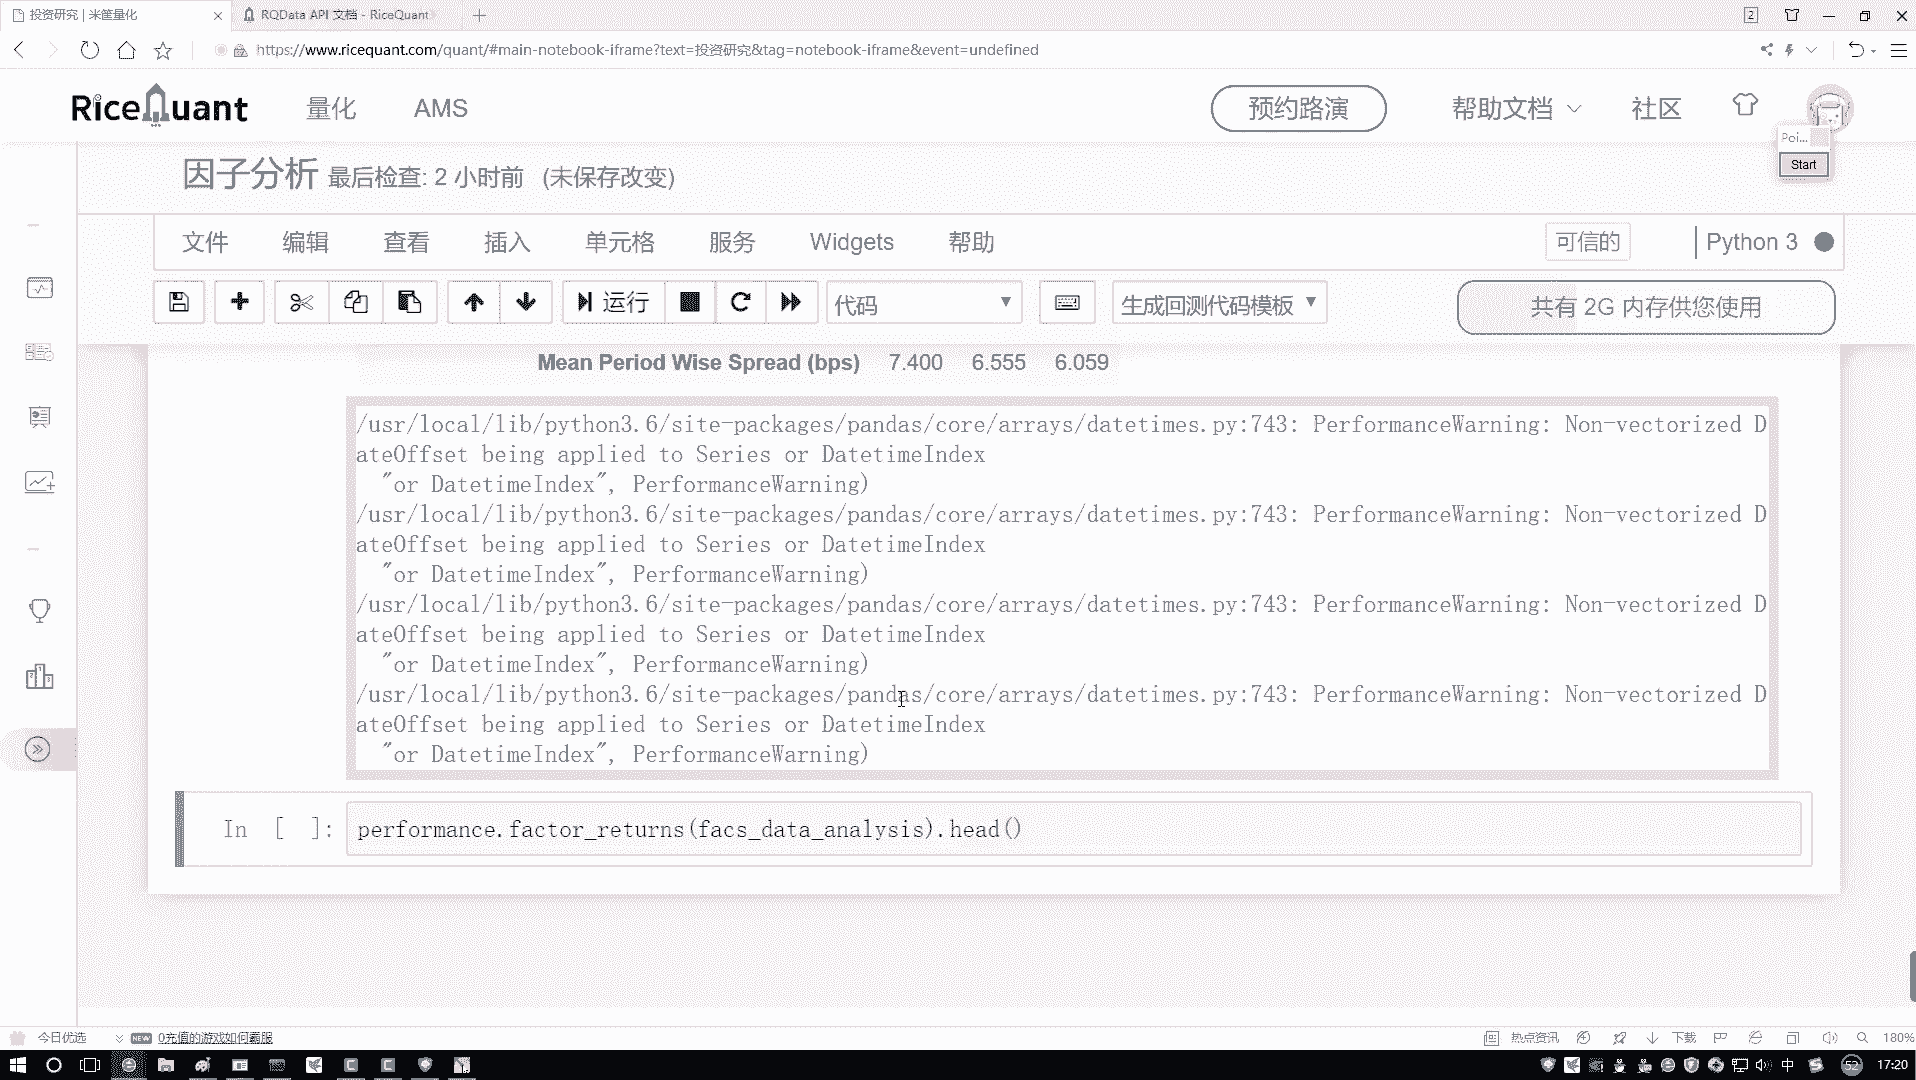 投资研究 | 米筐量化
RQData API 文档 - RiceQuant
2
https://www.ricequant.com/quant/#main-notebook-iframe?text=投资研究&tag=notebook-iframe&event=undefined
RiceQuant
量化
AMS
预约路演
帮助文档
社区
Poi...
Start
因子分析 最后检查: 2 小时前 (未保存改变)
文件
编辑
查看
插入
单元格
服务
Widgets
帮助
可信的
Python 3
运行
代码
生成回测代码模板
共有 2G 内存供您使用
Mean Period Wise Spread (bps) 7.400 6.555 6.059
/usr/local/lib/python3.6/site-packages/pandas/core/arrays/datetimes.py:743: PerformanceWarning: Non-vectorized D
ateOffset being applied to Series or DatetimeIndex
"or DatetimeIndex", PerformanceWarning)
/usr/local/lib/python3.6/site-packages/pandas/core/arrays/datetimes.py:743: PerformanceWarning: Non-vectorized D
ateOffset being applied to Series or DatetimeIndex
"or DatetimeIndex", PerformanceWarning)
/usr/local/lib/python3.6/site-packages/pandas/core/arrays/datetimes.py:743: PerformanceWarning: Non-vectorized D
ateOffset being applied to Series or DatetimeIndex
"or DatetimeIndex", PerformanceWarning)
/usr/local/lib/python3.6/site-packages/pandas/core/arrays/datetimes.py:743: PerformanceWarning: Non-vectorized D
ateOffset being applied to Series or DatetimeIndex
"or DatetimeIndex", PerformanceWarning)
In [ ]: performance.factor_returns(facs_data_analysis).head()
今日优选
NEW
0充值的游戏如何霸服
热点资讯
下载
180%
中
52
17:20